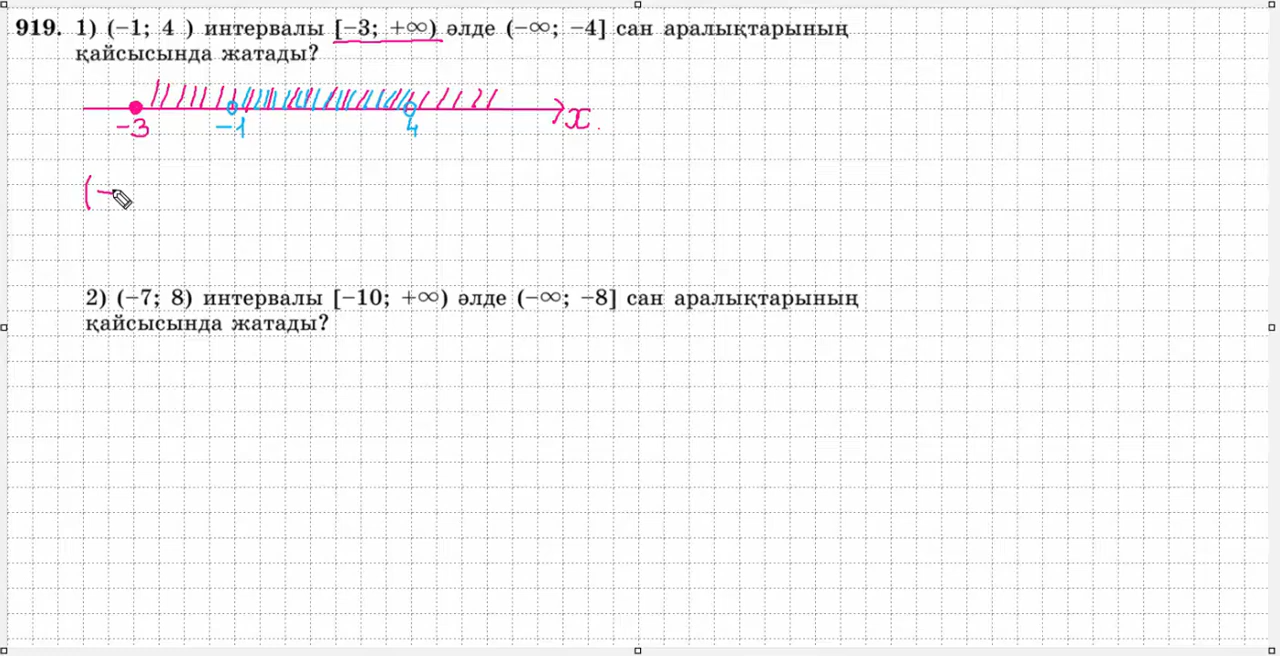 919. 1) (−1; 4 ) интервалы [−3; +∞) әлде (−∞; −4] сан аралықтарының
қайсысында жатады?
−3 −1 4 x
(−
2) (−7; 8) интервалы [−10; +∞) әлде (−∞; −8] сан аралықтарының
қайсысында жатады?